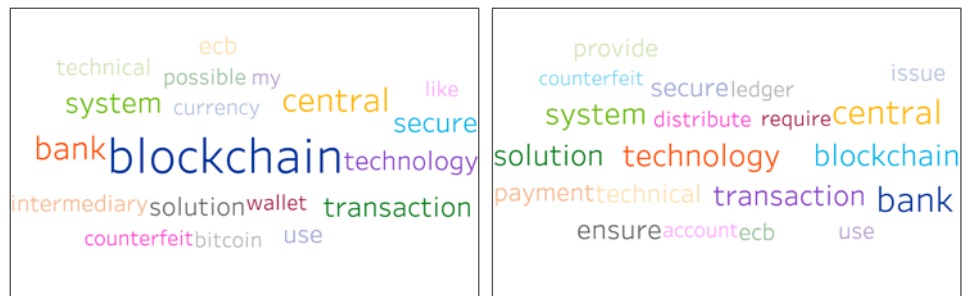 ecb
technical possible my
like
system currency central
secure
bank blockchain technology
intermediary solution wallet transaction
counterfeit bitcoin use
provide
counterfeit secure ledger issue
system distribute require central
solution technology blockchain
payment technical transaction bank
ensure account ecb use